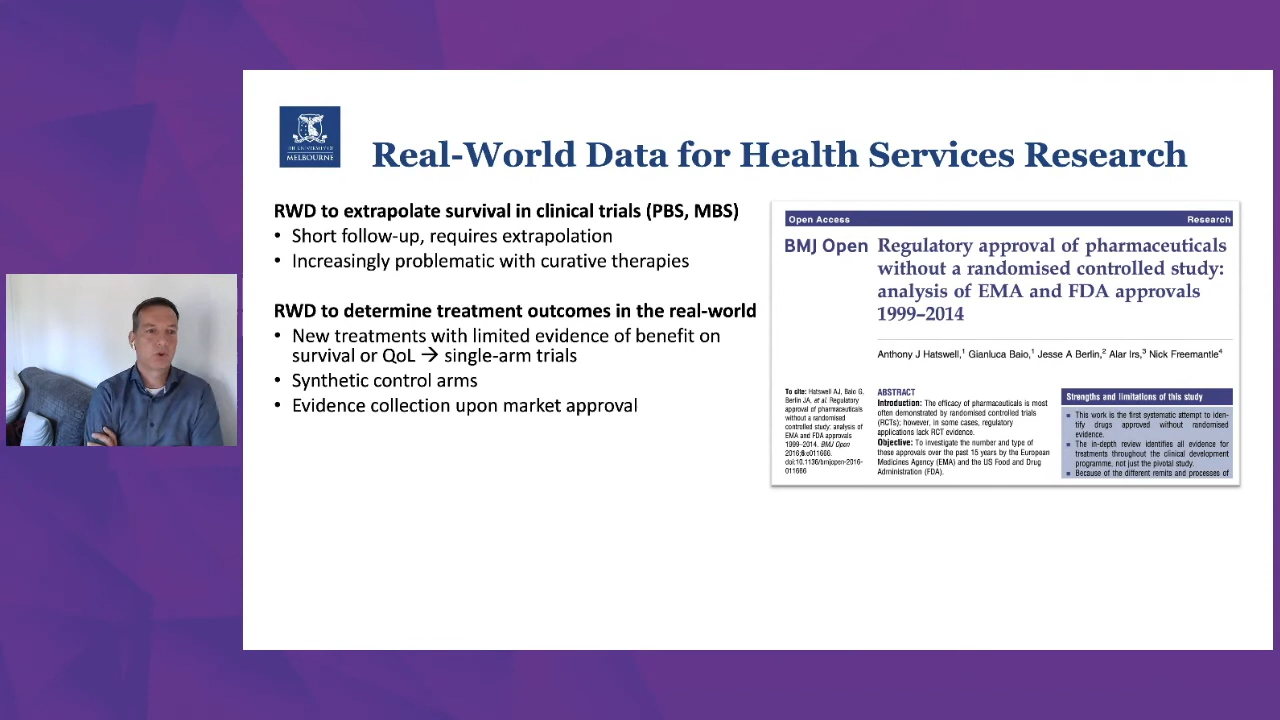 THE UNIVERSITY OF
MELBOURNE
Real-World Data for Health Services Research
RWD to extrapolate survival in clinical trials (PBS, MBS)
• Short follow-up, requires extrapolation
• Increasingly problematic with curative therapies
RWD to determine treatment outcomes in the real-world
• New treatments with limited evidence of benefit on
survival or QoL → single-arm trials
• Synthetic control arms
• Evidence collection upon market approval
Open Access
Research
BMJ Open
Regulatory approval of pharmaceuticals
without a randomised controlled study:
analysis of EMA and FDA approvals
1999–2014
Anthony J Hatswell,¹ Gianluca Baio,¹ Jesse A Berlin,² Alar Irs,³ Nick Freemantle⁴
To cite: Hatswell AJ, Baio G,
Berlin JA, et al. Regulatory
approval of pharmaceuticals
without a randomised
controlled study: analysis of
EMA and FDA approvals
1999–2014. BMJ Open
2016;6:e011666.
doi:10.1136/bmjopen-2016-
011666
ABSTRACT
Introduction: The efficacy of pharmaceuticals is most
often demonstrated by randomised controlled trials
(RCTs); however, in some cases, regulatory
applications lack RCT evidence.
Objective: To investigate the number and type of
these approvals over the past 15 years by the European
Medicines Agency (EMA) and the US Food and Drug
Administration (FDA).
Strengths and limitations of this study
▪ This work is the first systematic attempt to iden-
tify drugs approved without randomised
evidence.
▪ The in-depth review identifies all evidence for
treatments throughout the clinical development
programme, not just the pivotal study.
▪ Because of the different remits and processes of